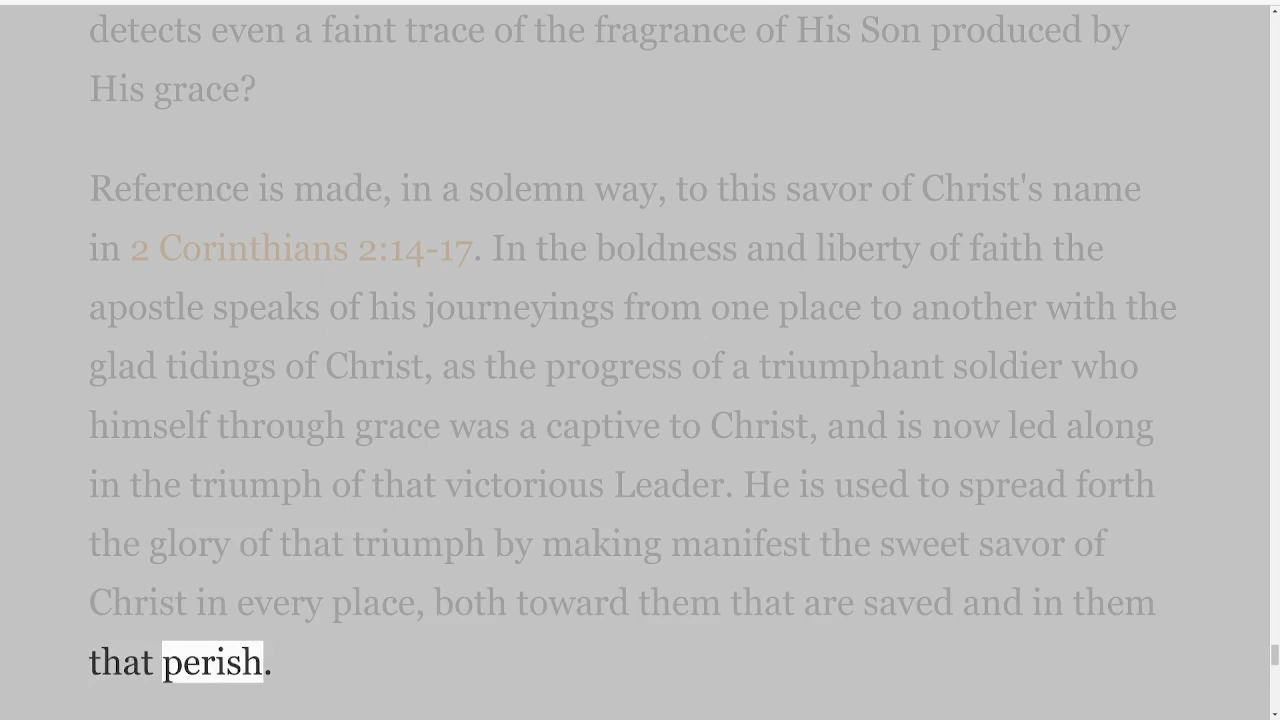 detects even a faint trace of the fragrance of His Son produced by
His grace?
Reference is made, in a solemn way, to this savor of Christ's name
in 2 Corinthians 2:14-17. In the boldness and liberty of faith the
apostle speaks of his journeyings from one place to another with the
glad tidings of Christ, as the progress of a triumphant soldier who
himself through grace was a captive to Christ, and is now led along
in the triumph of that victorious Leader. He is used to spread forth
the glory of that triumph by making manifest the sweet savor of
Christ in every place, both toward them that are saved and in them
that perish.